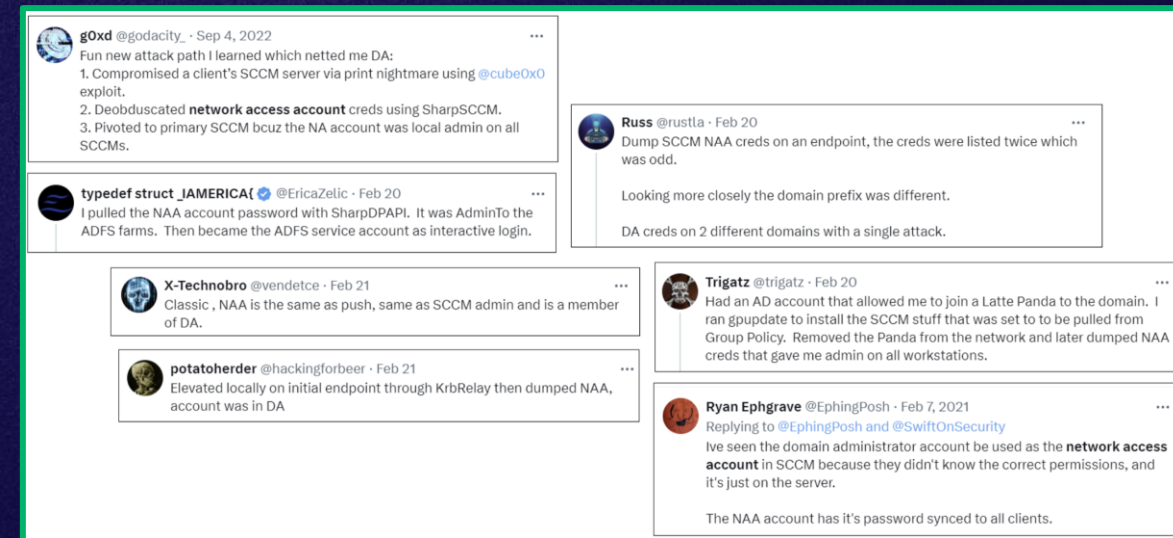 g0xd @godacity_ · Sep 4, 2022
Fun new attack path I learned which netted me DA:
1. Compromised a client's SCCM server via print nightmare using @cube0x0
exploit.
2. Deobduscated network access account creds using SharpSCCM.
3. Pivoted to primary SCCM bcuz the NA account was local admin on all
SCCMs.
typedef struct _IAMERICA{ @EricaZelic · Feb 20
I pulled the NAA account password with SharpDPAPI. It was AdminTo the
ADFS farms. Then became the ADFS service account as interactive login.
X-Technobro @vendetce · Feb 21
Classic , NAA is the same as push, same as SCCM admin and is a member
of DA.
potatoherder @hackingforbeer · Feb 21
Elevated locally on initial endpoint through KrbRelay then dumped NAA,
account was in DA
Russ @rustla · Feb 20
Dump SCCM NAA creds on an endpoint, the creds were listed twice which
was odd.
Looking more closely the domain prefix was different.
DA creds on 2 different domains with a single attack.
Trigatz @trigatz · Feb 20
Had an AD account that allowed me to join a Latte Panda to the domain. I
ran gpupdate to install the SCCM stuff that was set to to be pulled from
Group Policy. Removed the Panda from the network and later dumped NAA
creds that gave me admin on all workstations.
Ryan Ephgrave @EphingPosh · Feb 7, 2021
Replying to @EphingPosh and @SwiftOnSecurity
Ive seen the domain administrator account be used as the network access
account in SCCM because they didn't know the correct permissions, and
it's just on the server.
The NAA account has it's password synced to all clients.